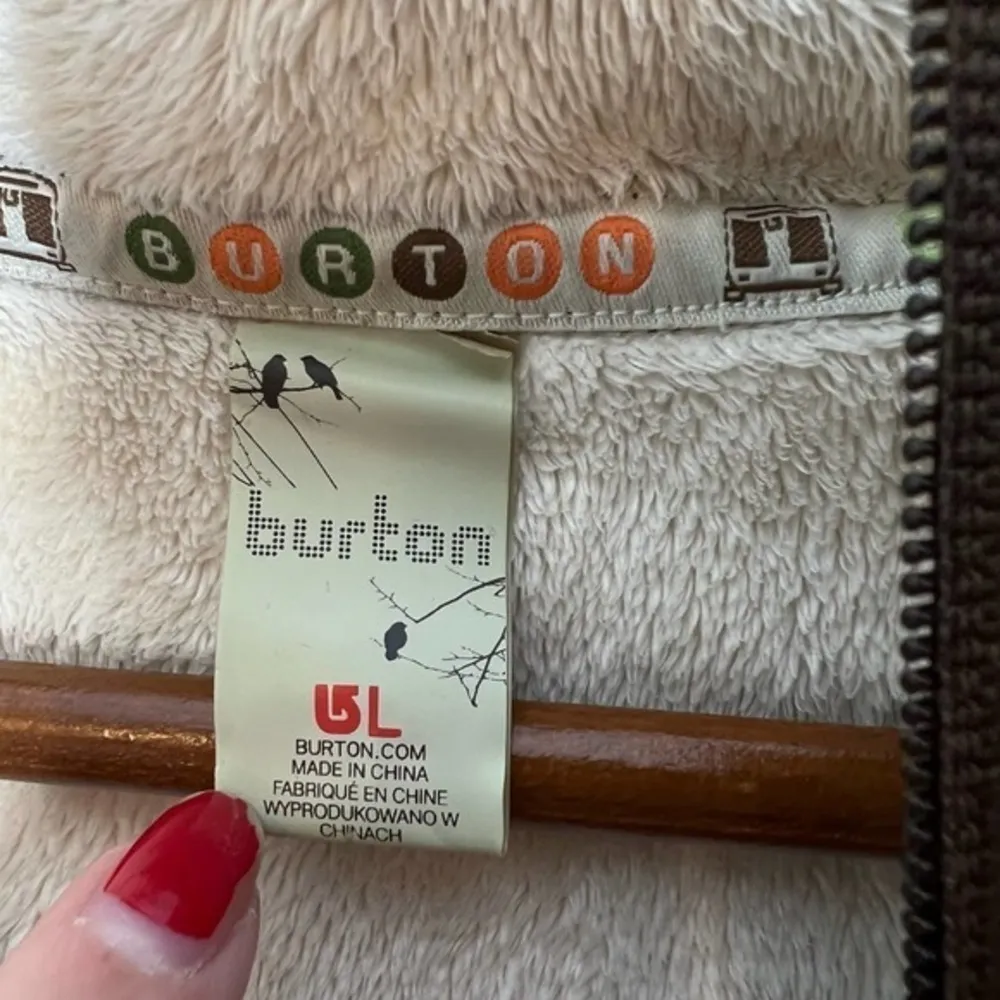 BURTON
burton
L
BURTON.COM
MADE IN CHINA
FABRIQUÉ EN CHINE
WYPRODUKOWANO W
CHINACH